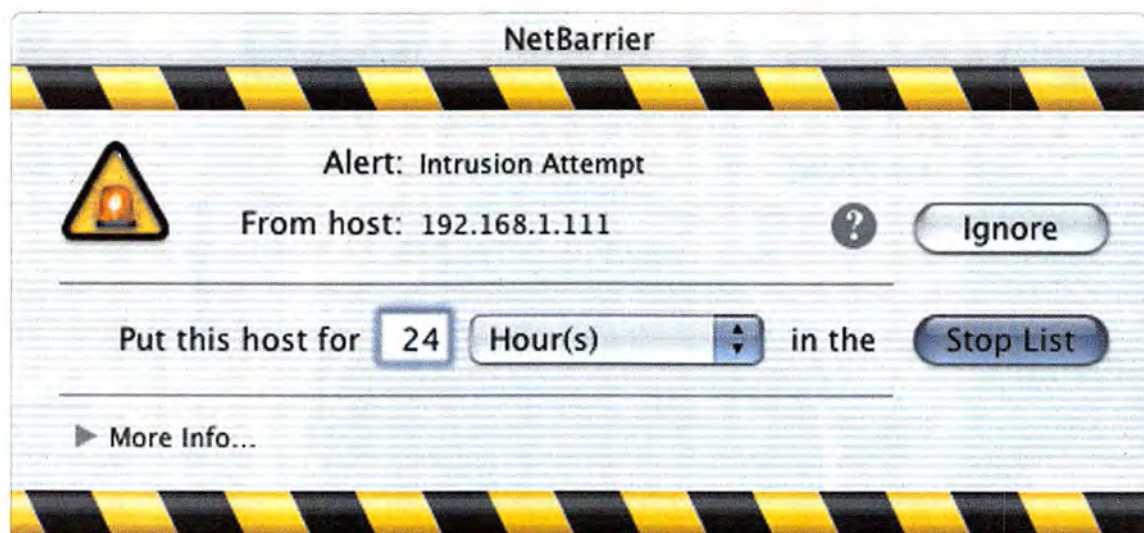 NetBarrier
Alert: Intrusion Attempt
From host: 192.168.1.111
? Ignore
Put this host for 24 Hour(s) in the Stop List
More Info...